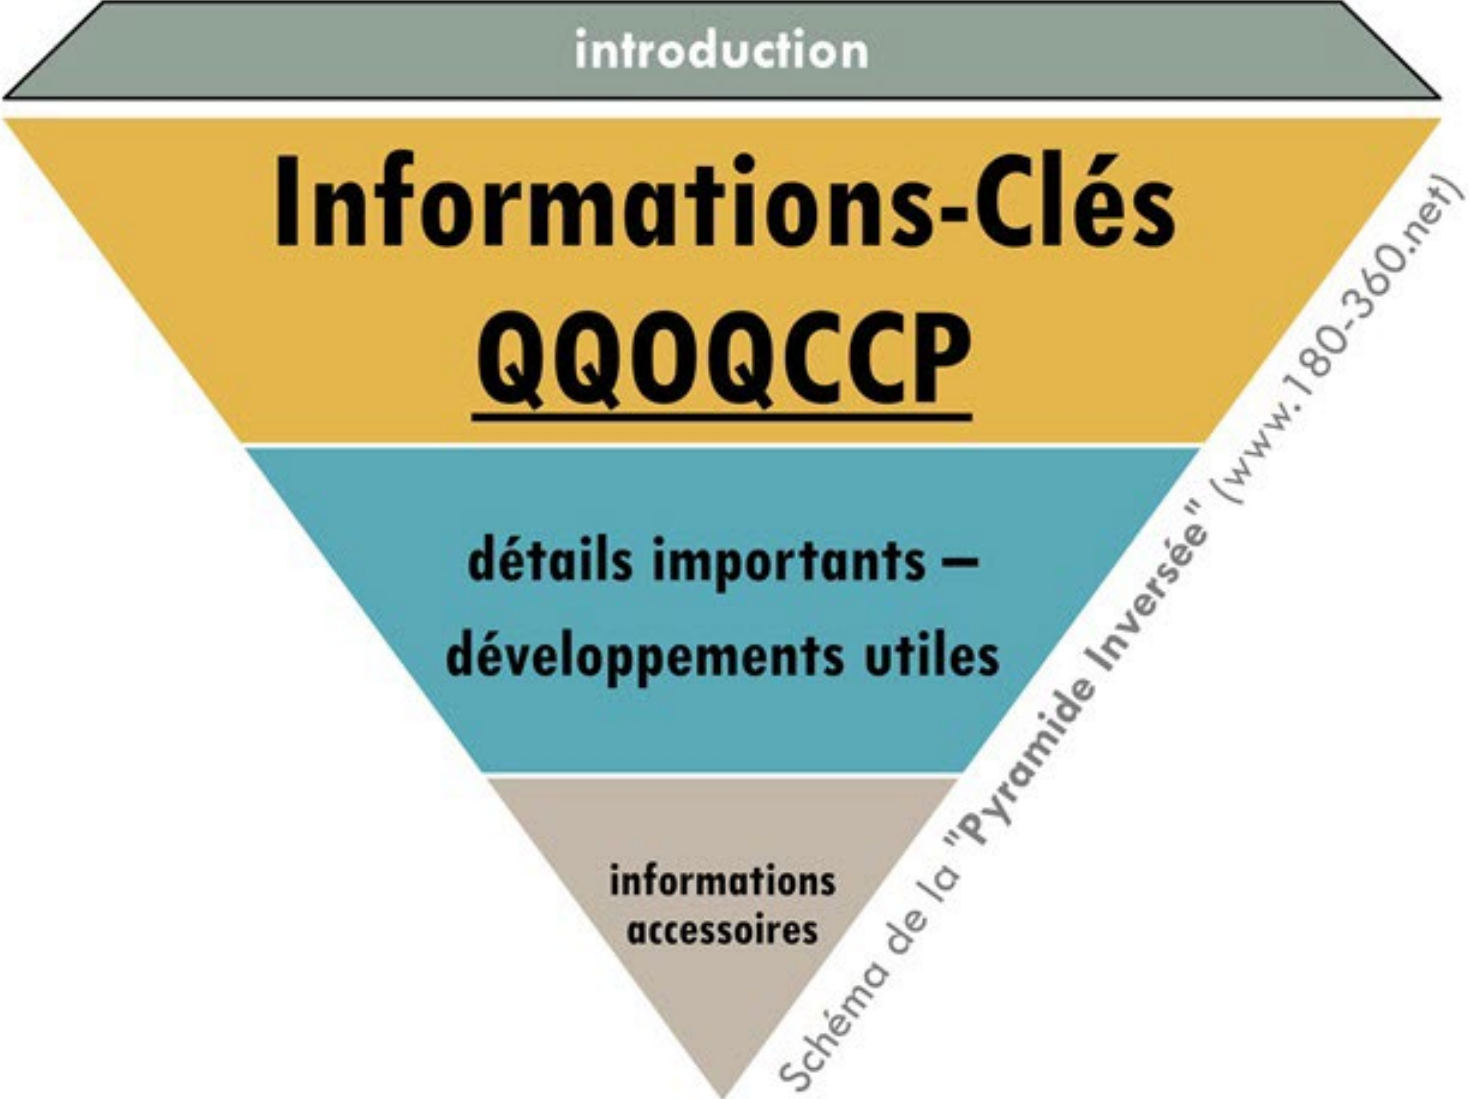 introduction
Informations-Clés
QQOQCCP
détails importants –
développements utiles
informations
accessoires
Schéma de la "Pyramide Inversée" (www.180-360.net)